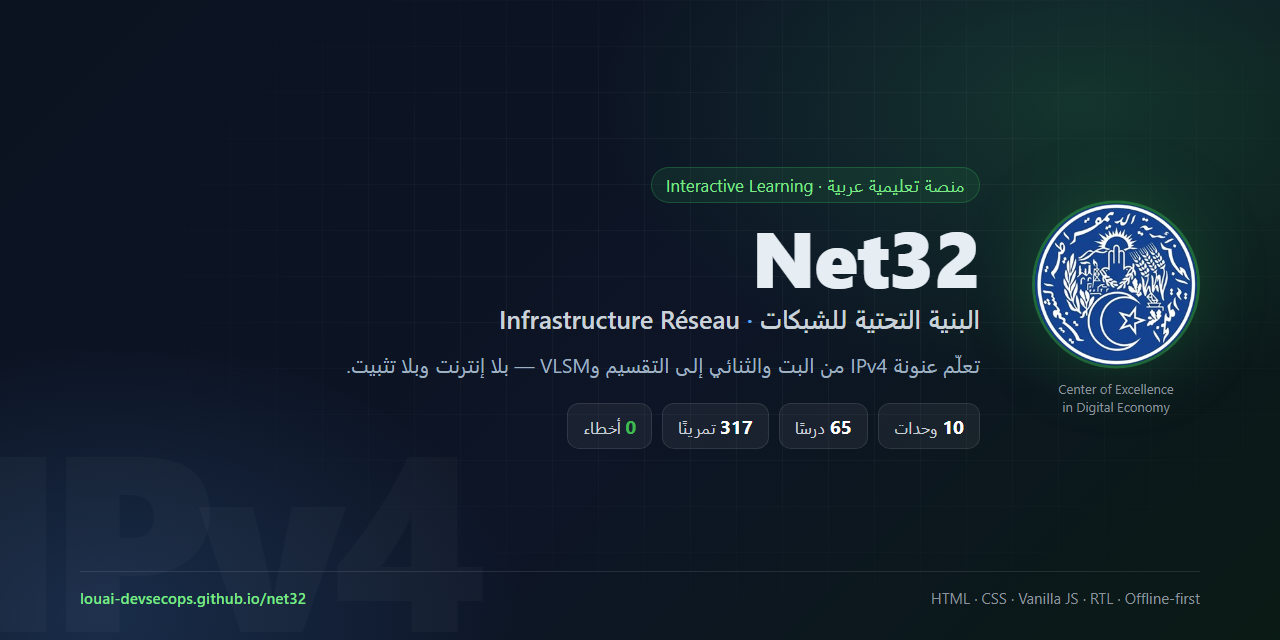 منصة تعليمية عربية · Interactive Learning
Net32
البنية التحتية للشبكات · Infrastructure Réseau
تعلّم عنونة IPv4 من البت والثنائي إلى التقسيم وVLSM — بلا إنترنت وبلا تثبيت.
10 وحدات
65 درسًا
317 تمرينًا
0 أخطاء
Center of Excellence
in Digital Economy
IPv4
louai-devsecops.github.io/net32
HTML · CSS · Vanilla JS · RTL · Offline-first